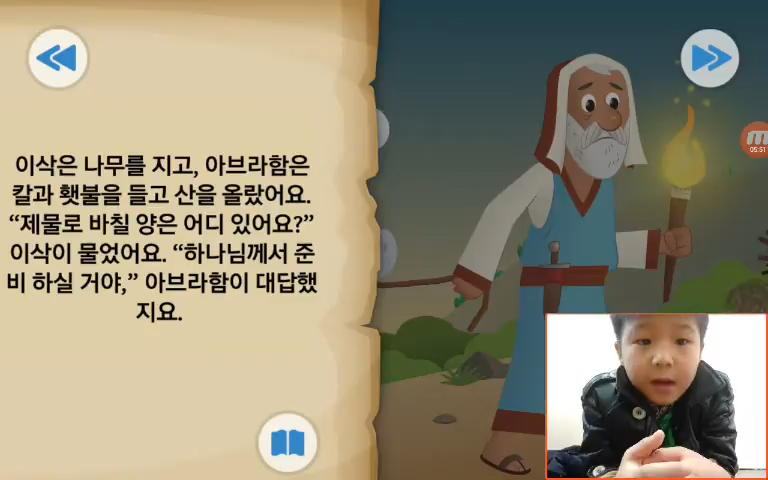 이삭은 나무를 지고, 아브라함은
칼과 횃불을 들고 산을 올랐어요.
“제물로 바칠 양은 어디 있어요?”
이삭이 물었어요. “하나님께서 준
비 하실 거야,” 아브라함이 대답했
지요.
05:51